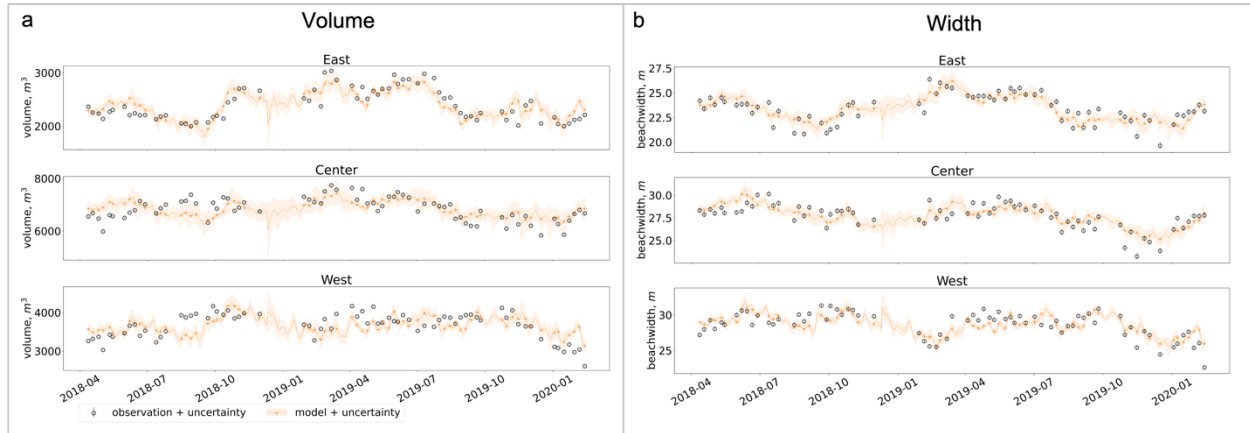 a
Volume
East
volume, m³
3000
2000
Center
volume, m³
8000
6000
West
volume, m³
4000
3000
2018-04
2018-07
2018-10
2019-01
2019-04
2019-07
2019-10
2020-01
observation + uncertainty
model + uncertainty
b
Width
East
beachwidth, m
27.5
25.0
22.5
20.0
Center
beachwidth, m
30.0
27.5
25.0
West
beachwidth, m
30
25
2018-04
2018-07
2018-10
2019-01
2019-04
2019-07
2019-10
2020-01